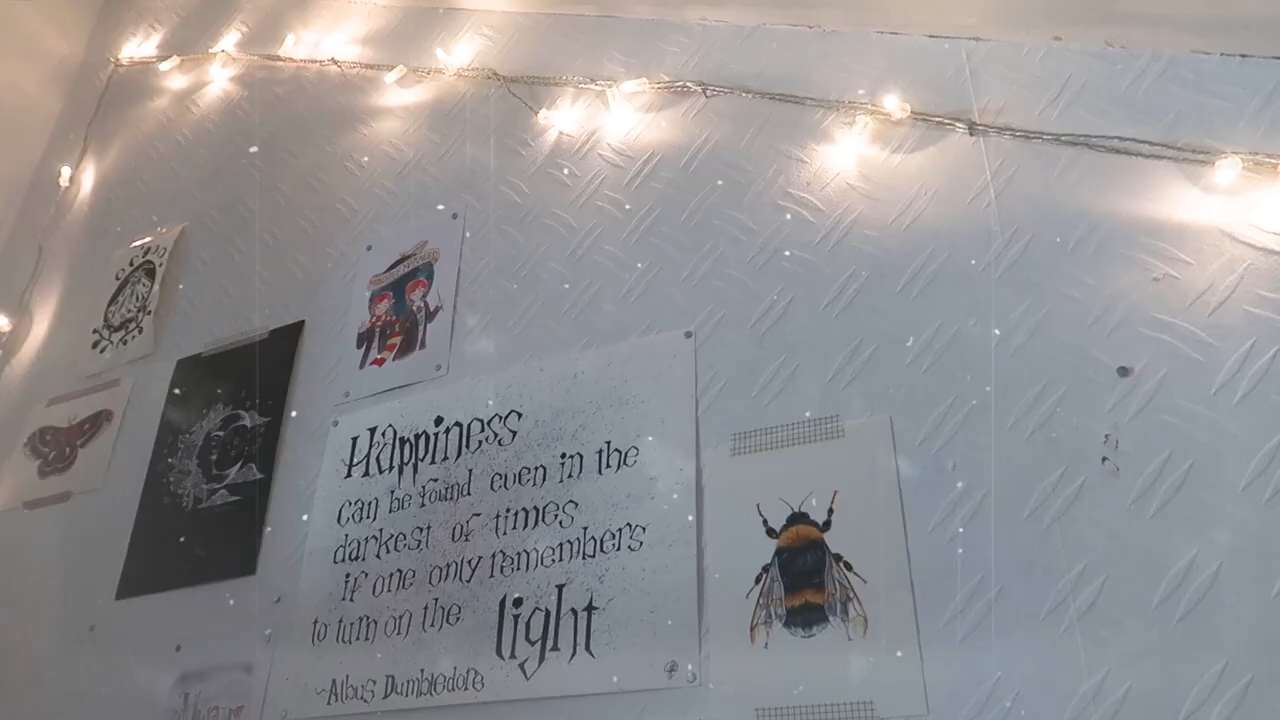 Happiness
can be found even in the
darkest of times
if one only remembers
to turn on the light
~Albus Dumbledore
Always